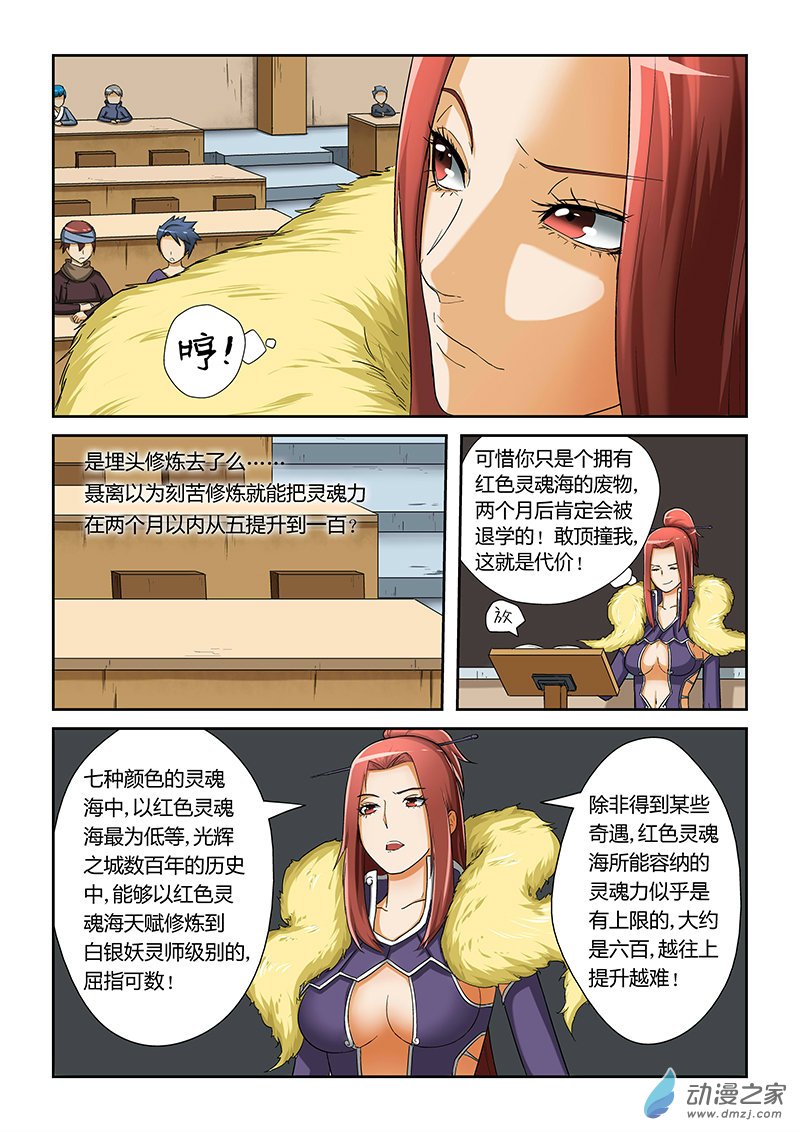 哼！
是埋头修炼去了么……
聂离以为刻苦修炼就能把灵魂力
在两个月以内从五提升到一百？
可惜你只是个拥有
红色灵魂海的废物，
两个月后肯定会被
退学的！敢顶撞我，
这就是代价！
放
七种颜色的灵魂
海中，以红色灵魂
海最为低等，光辉
之城数百年的历史
中，能够以红色灵
魂海天赋修炼到
白银妖灵师级别的，
屈指可数！
除非得到某些
奇遇，红色灵魂
海所能容纳的
灵魂力似乎是
有上限的，大约
是六百，越往上
提升越难！
动漫之家
www.dmzj.com